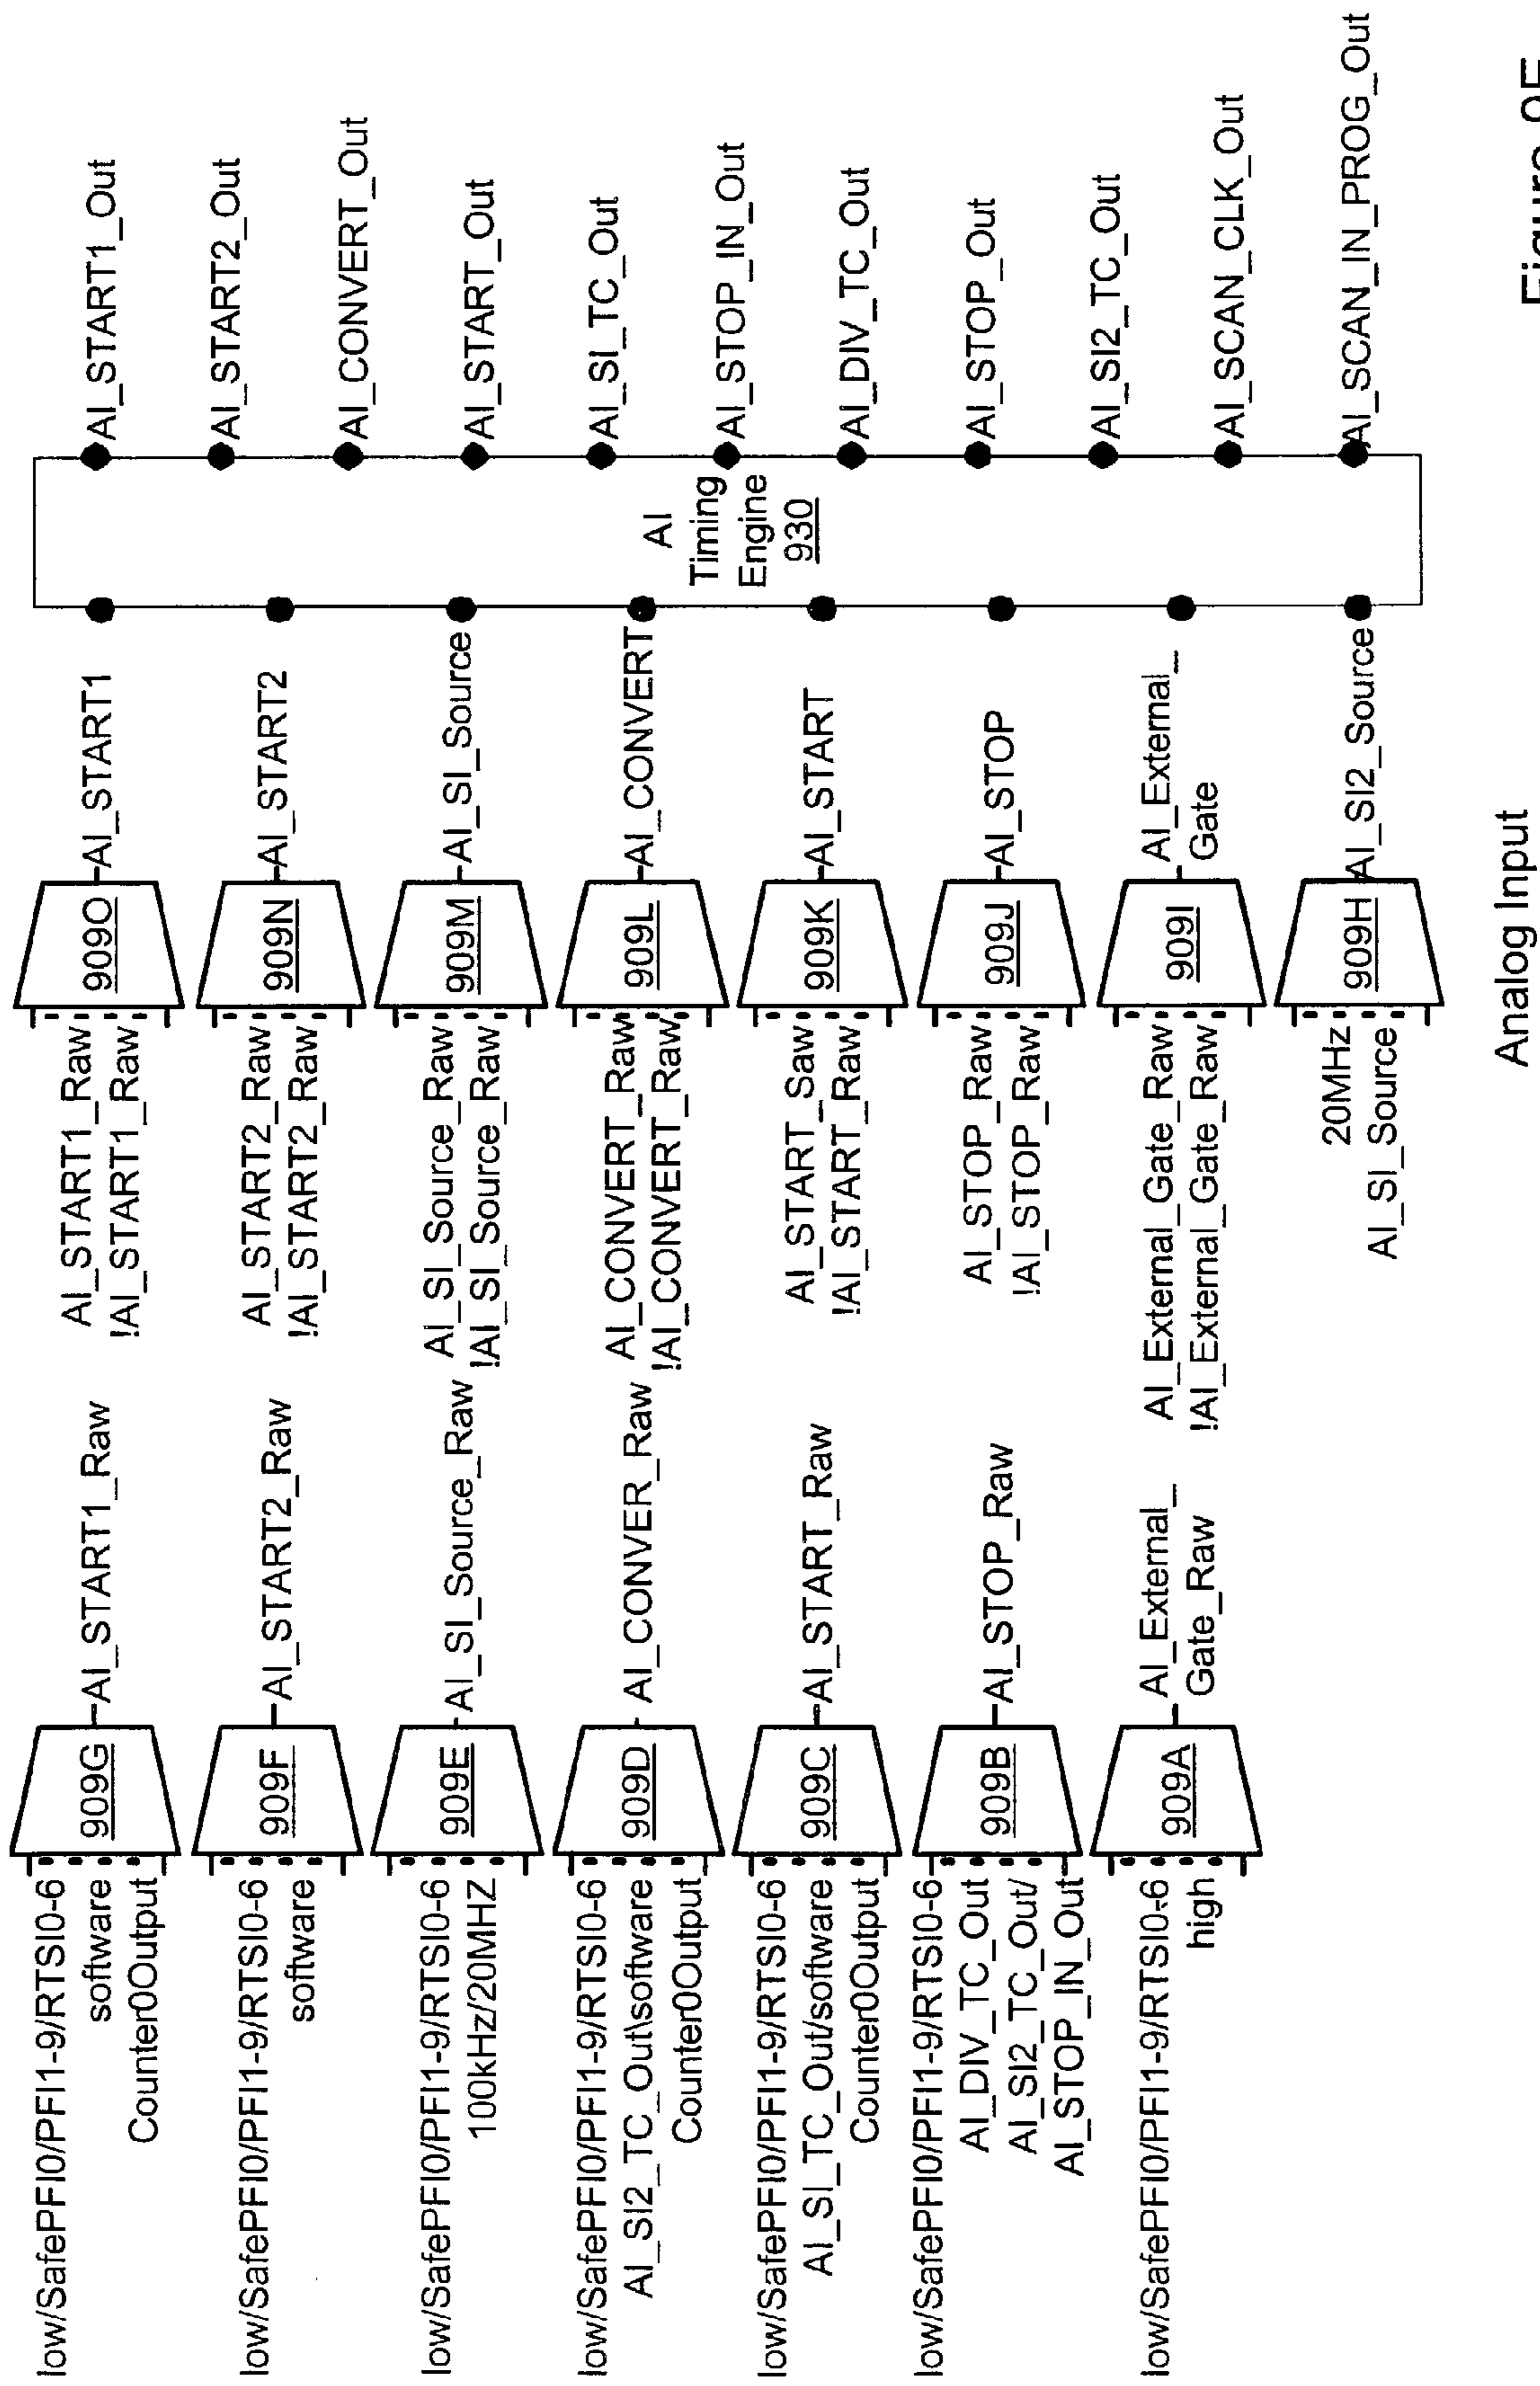 low/SafePFI0/PFI1-9/RTSI0-6
software
Counter0Output
909G
AI_START1_Raw
AI_START1_Raw
!AI_START1_Raw
909O
AI_START1
low/SafePFI0/PFI1-9/RTSI0-6
software
909F
AI_START2_Raw
AI_START2_Raw
!AI_START2_Raw
909N
AI_START2
low/SafePFI0/PFI1-9/RTSI0-6
100kHz/20MHZ
909E
AI_SI_Source_Raw
AI_SI_Source_Raw
!AI_SI_Source_Raw
909M
AI_SI_Source
low/SafePFI0/PFI1-9/RTSI0-6
AI_SI2_TC_Out\software
Counter0Output
909D
AI_CONVER_Raw
AI_CONVERT_Raw
!AI_CONVERT_Raw
909L
AI_CONVERT
low/SafePFI0/PFI1-9/RTSI0-6
AI_SI_TC_Out/software
Counter0Output
909C
AI_START_Raw
AI_START_Saw
!AI_START_Raw
909K
AI_START
low/SafePFI0/PFI1-9/RTSI0-6
AI_DIV_TC_Out
AI_SI2_TC_Out/
AI_STOP_IN_Out
909B
AI_STOP_Raw
AI_STOP_Raw
!AI_STOP_Raw
909J
AI_STOP
low/SafePFI0/PFI1-9/RTSI0-6
high
909A
AI_External_
Gate_Raw
AI_External_Gate_Raw
!AI_External_Gate_Raw
909I
AI_External_
Gate
20MHz
AI_SI_Source
909H
AI_SI2_Source
AI
Timing
Engine
930
AI_START1_Out
AI_START2_Out
AI_CONVERT_Out
AI_START_Out
AI_SI_TC_Out
AI_STOP_IN_Out
AI_DIV_TC_Out
AI_STOP_Out
AI_SI2_TC_Out
AI_SCAN_CLK_Out
AI_SCAN_IN_PROG_Out
Analog Input